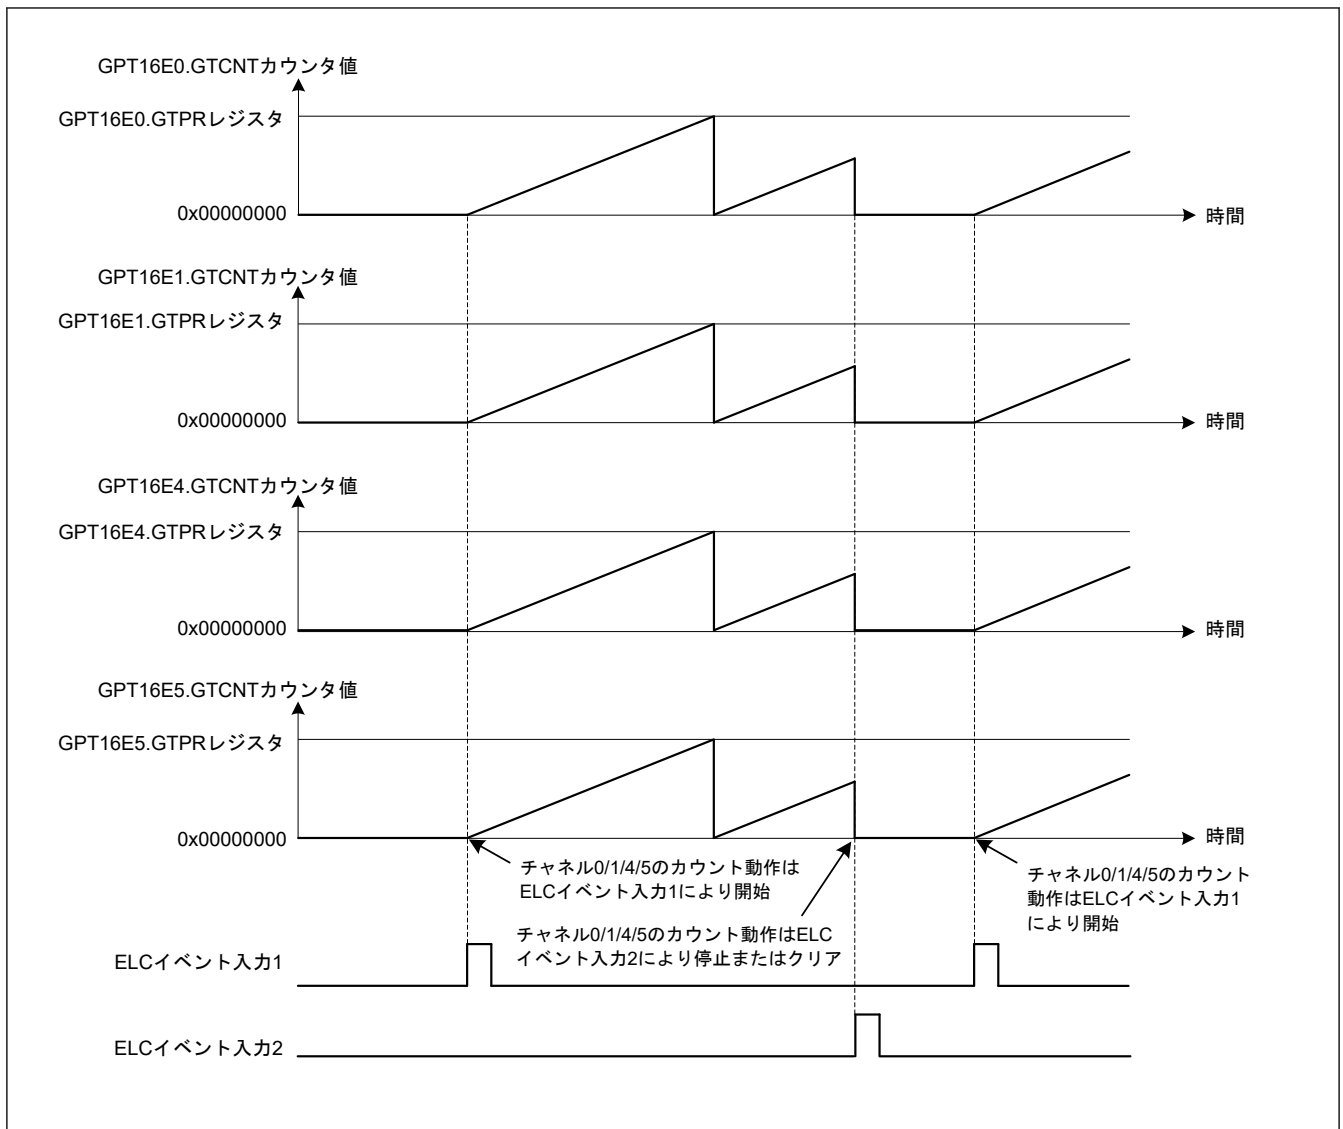 GPT16E0.GTCNTカウンタ値
GPT16E0.GTPRレジスタ
0x00000000
時間
GPT16E1.GTCNTカウンタ値
GPT16E1.GTPRレジスタ
0x00000000
時間
GPT16E4.GTCNTカウンタ値
GPT16E4.GTPRレジスタ
0x00000000
時間
GPT16E5.GTCNTカウンタ値
GPT16E5.GTPRレジスタ
0x00000000
時間
チャネル0/1/4/5のカウント動作は
ELCイベント入力1により開始
チャネル0/1/4/5のカウント
動作はELCイベント入力1
により開始
チャネル0/1/4/5のカウント動作はELC
イベント入力2により停止またはクリア
ELCイベント入力1
ELCイベント入力2